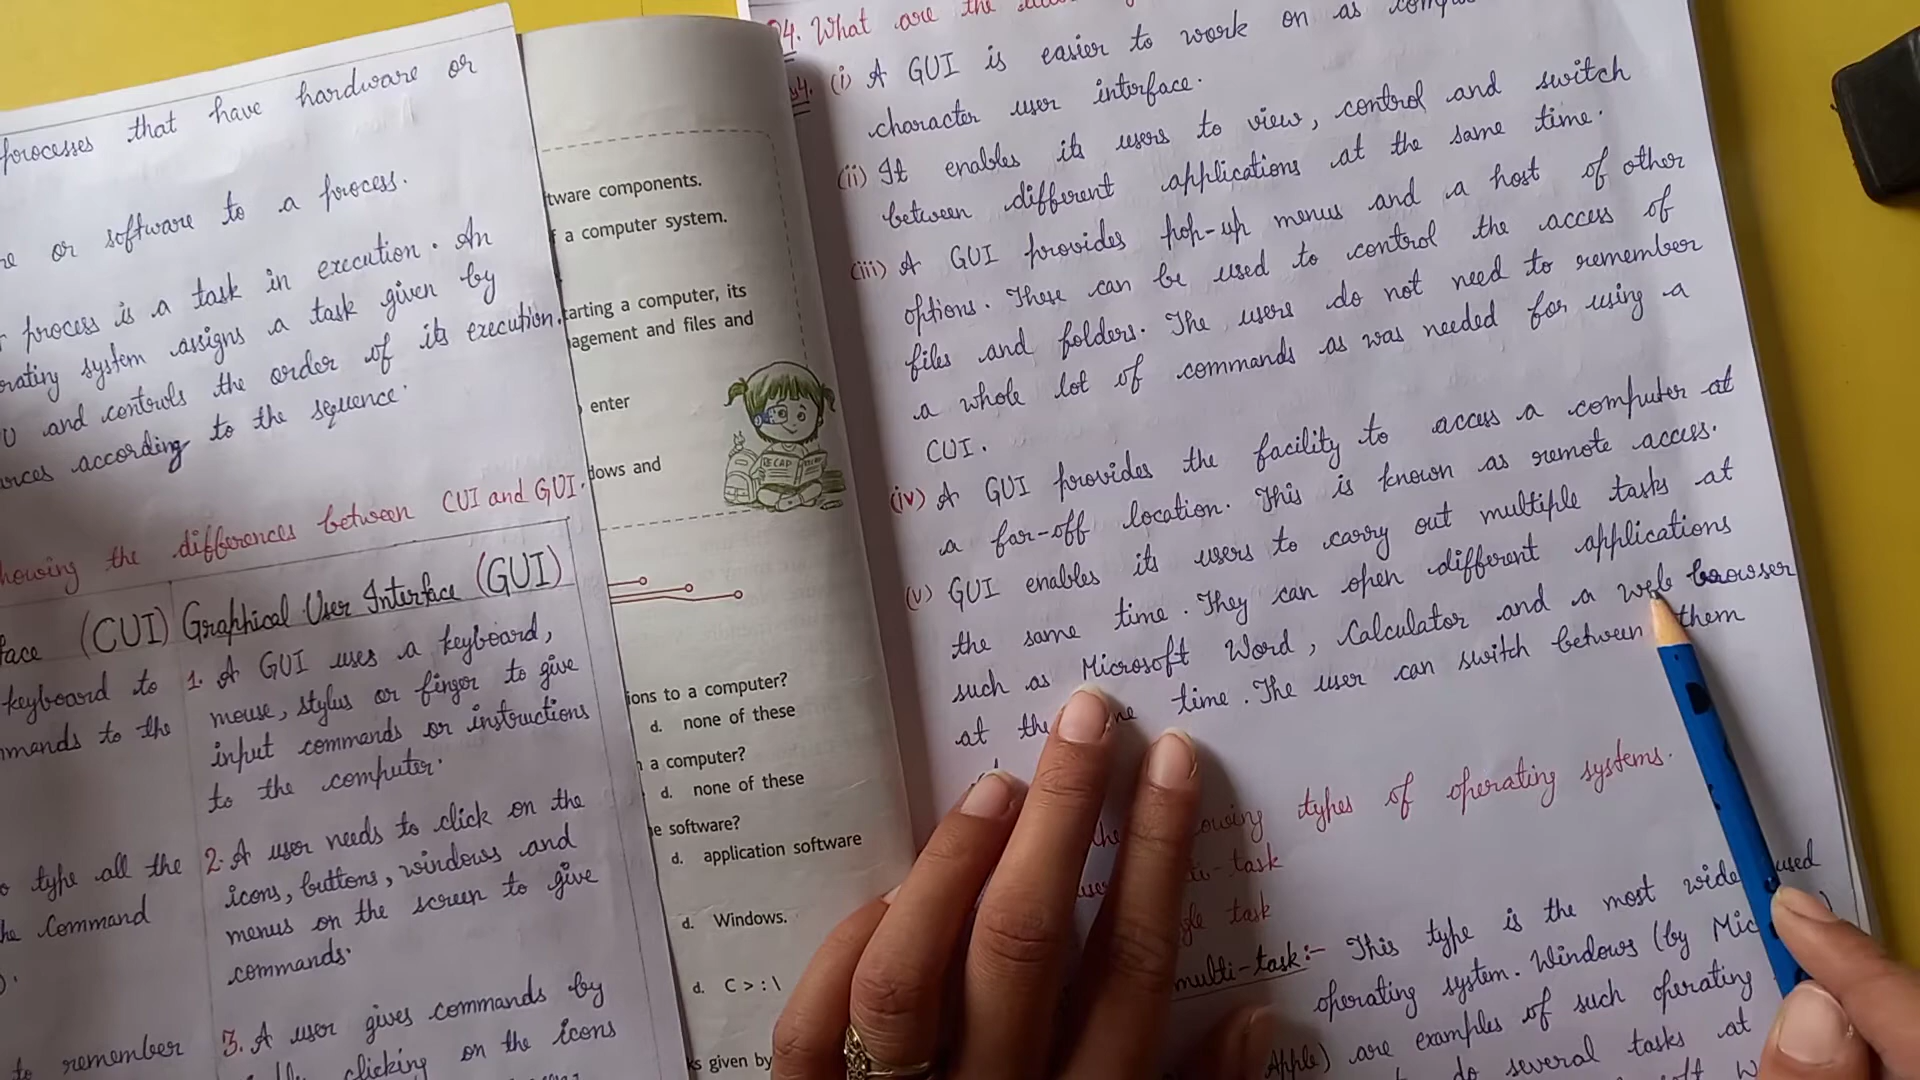 processes that have hardware or
or software to a process.
process is a task in execution. An
system assigns a task given by
and controls the order of its execution.
according to the sequence.
the differences between CUI and GUI.
(CUI)
Graphical User Interface (GUI)
keyboard to
to the
type all the
Command
to remember
1. A GUI uses a keyboard,
mouse, stylus or finger to give
input commands or instructions
to the computer.
2. A user needs to click on the
icons, buttons, windows and
menus on the screen to give
commands.
3. A user gives commands by
clicking on the icons
components.
a computer system.
a computer, its
and files and
enter
and
RECAP
to a computer?
d. none of these
a computer?
d. none of these
software?
d. application software
d. Windows.
d. C > : \
given by
Q4. What are the
(i) A GUI is easier to work on as
character user interface.
(ii) It enables its users to view, control and switch
between different applications at the same time.
(iii) A GUI provides pop-up menus and a host of other
options. These can be used to control the access of
files and folders. The users do not need to remember
a whole lot of commands as was needed for using a
CUI.
(iv) A GUI provides the facility to access a computer at
a far-off location. This is known as remote access.
(v) GUI enables its users to carry out multiple tasks at
the same time. They can open different applications
such as Microsoft Word, Calculator and a web browser
at the time. The user can switch between them
types of operating systems.
task
task
multi-task:- This type is the most used
operating system. Windows (by
Apple) are examples of such operating
do several tasks at